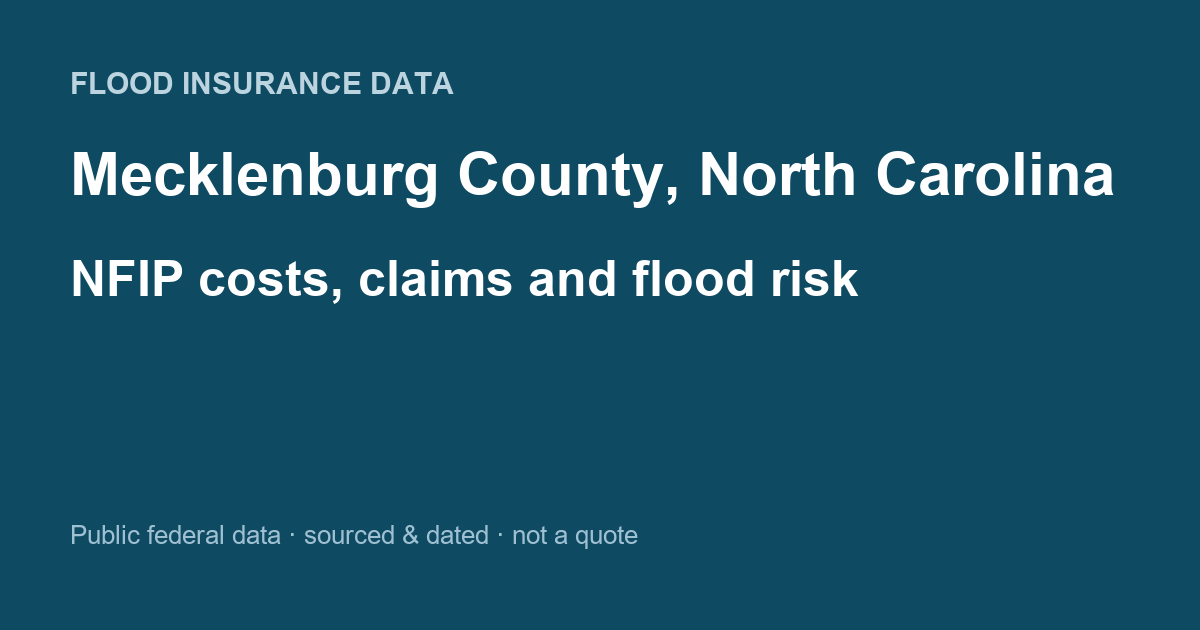 FLOOD INSURANCE DATA
Mecklenburg County, North Carolina
NFIP costs, claims and flood risk
Public federal data · sourced & dated · not a quote